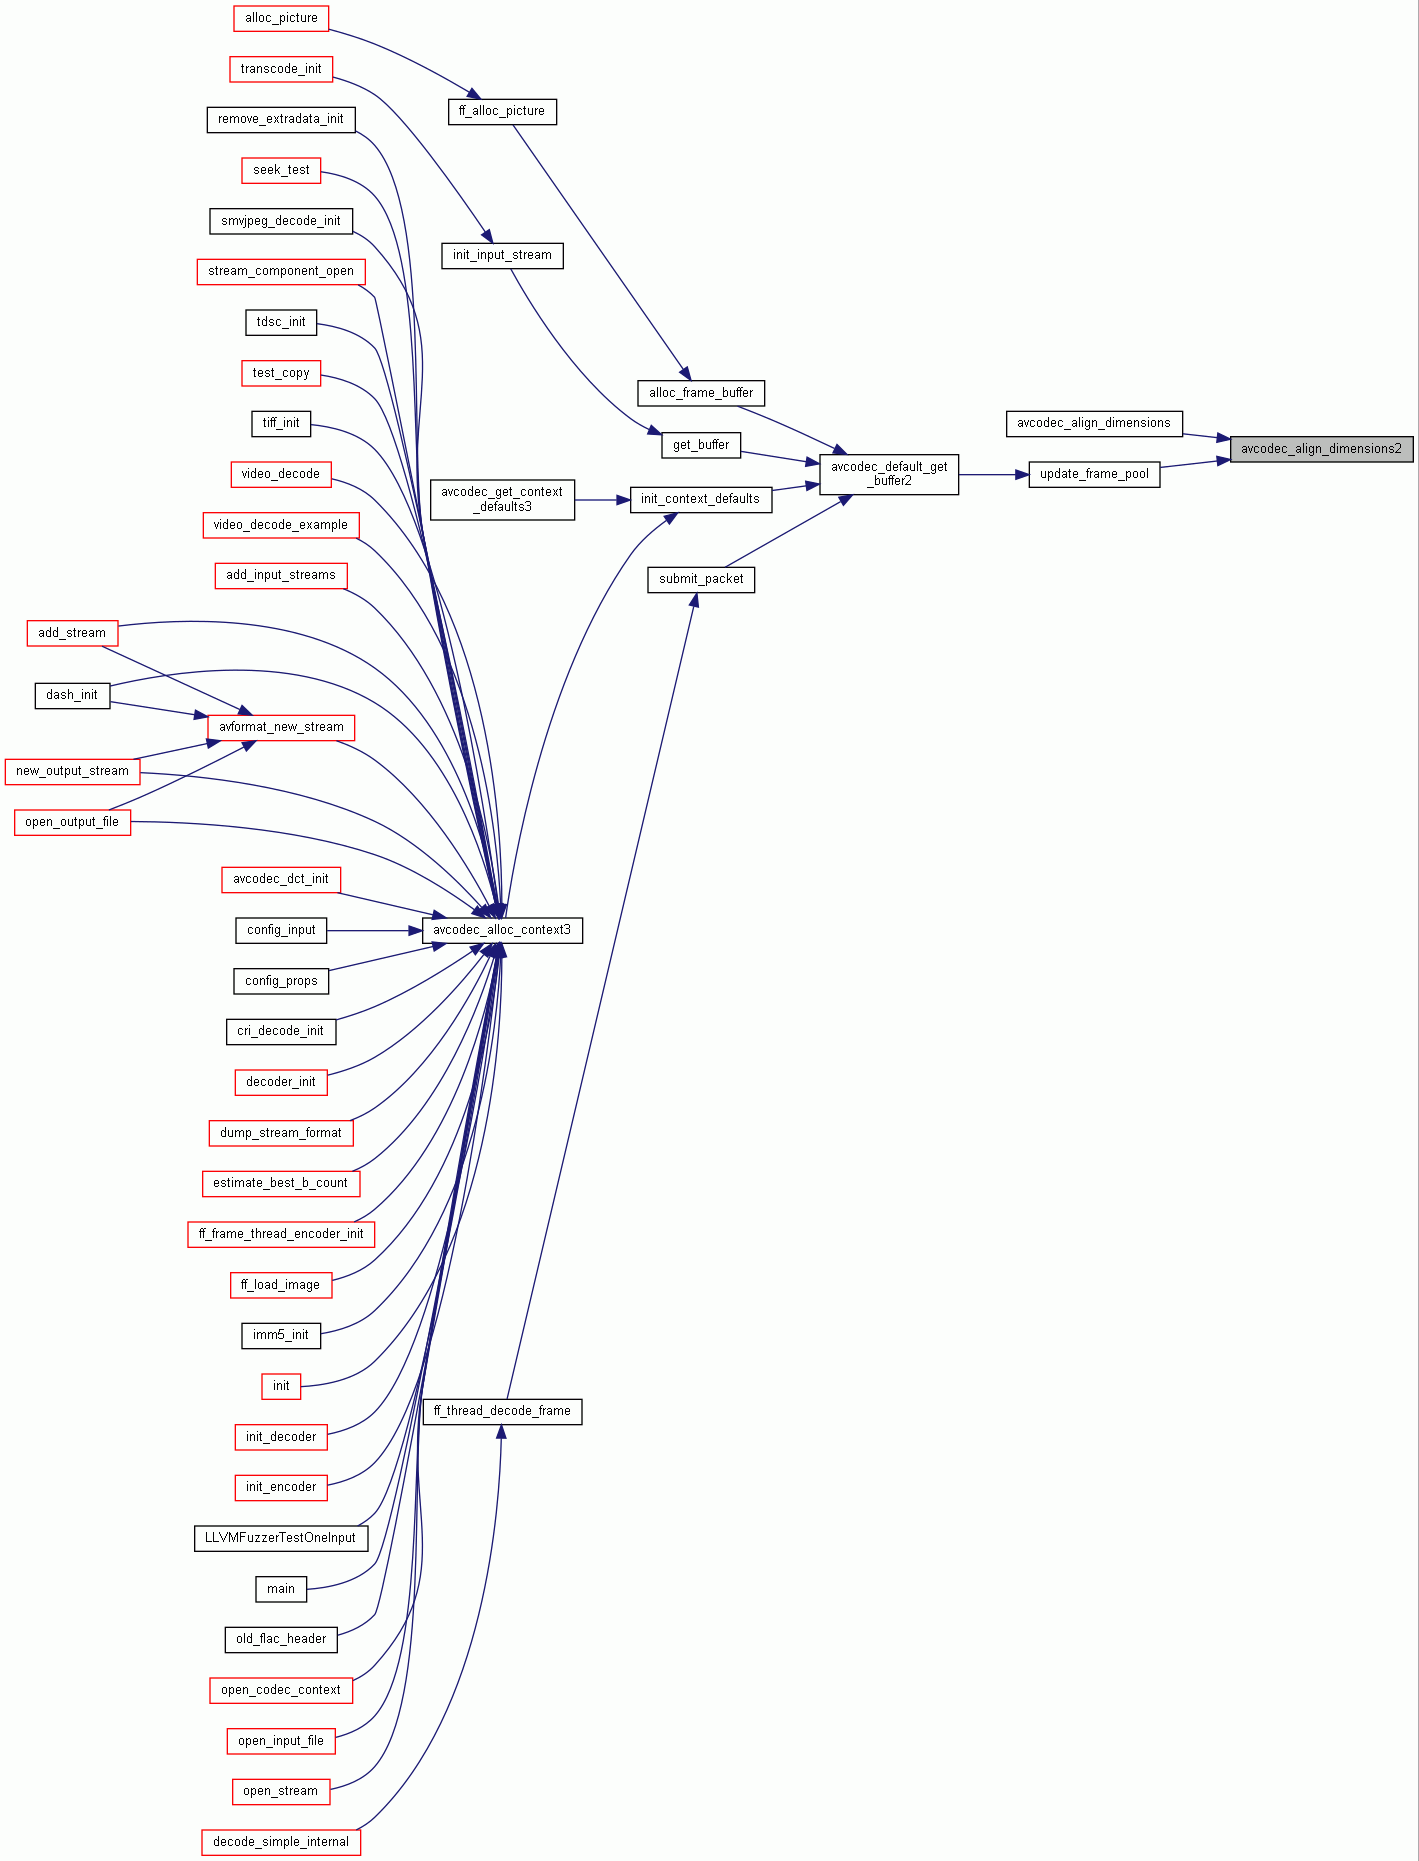 alloc_picture
transcode_init
ff_alloc_picture
remove_extradata_init
seek_test
smvjpeg_decode_init
init_input_stream
stream_component_open
tdsc_init
test_copy
alloc_frame_buffer
tiff_init
avcodec_align_dimensions
get_buffer
avcodec_align_dimensions2
video_decode
avcodec_default_get
_buffer2
update_frame_pool
avcodec_get_context
_defaults3
init_context_defaults
video_decode_example
add_input_streams
submit_packet
add_stream
dash_init
avformat_new_stream
new_output_stream
open_output_file
avcodec_dct_init
config_input
avcodec_alloc_context3
config_props
cri_decode_init
decoder_init
dump_stream_format
estimate_best_b_count
ff_frame_thread_encoder_init
ff_load_image
imm5_init
init
ff_thread_decode_frame
init_decoder
init_encoder
LLVMFuzzerTestOneInput
main
old_flac_header
open_codec_context
open_input_file
open_stream
decode_simple_internal